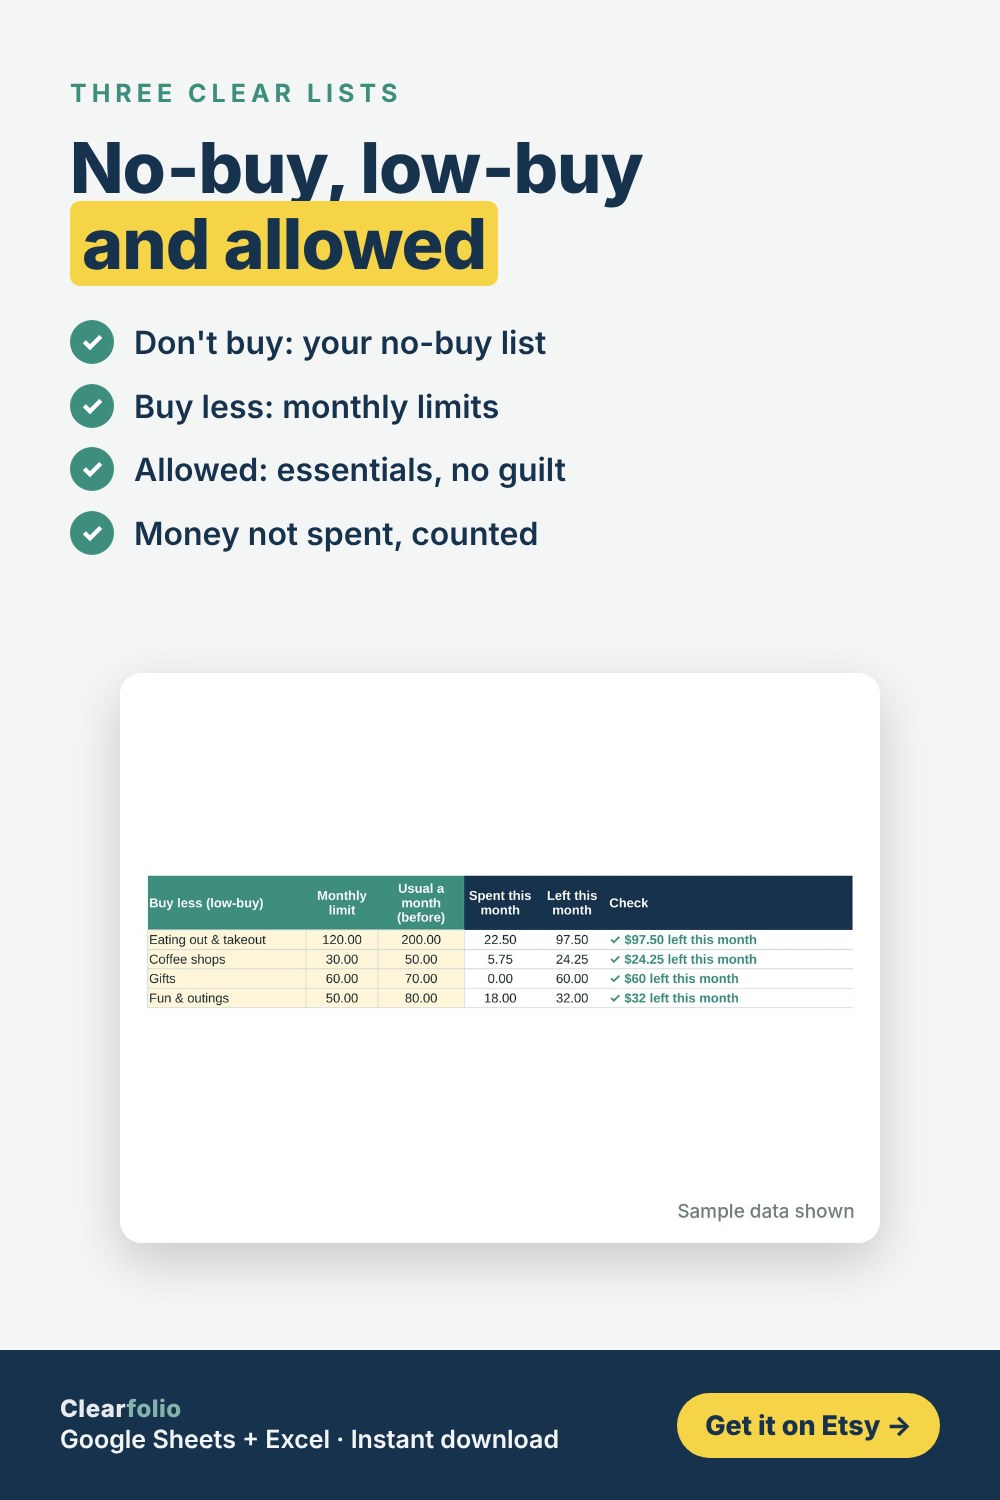 THREE CLEAR LISTS
No-buy, low-buy
and allowed
Don't buy: your no-buy list
Buy less: monthly limits
Allowed: essentials, no guilt
Money not spent, counted
Buy less (low-buy) Monthly limit Usual a month (before) Spent this month Left this month Check
Eating out & takeout 120.00 200.00 22.50 97.50 ✓ $97.50 left this month
Coffee shops 30.00 50.00 5.75 24.25 ✓ $24.25 left this month
Gifts 60.00 70.00 0.00 60.00 ✓ $60 left this month
Fun & outings 50.00 80.00 18.00 32.00 ✓ $32 left this month
Sample data shown
Clearfolio
Google Sheets + Excel · Instant download
Get it on Etsy →